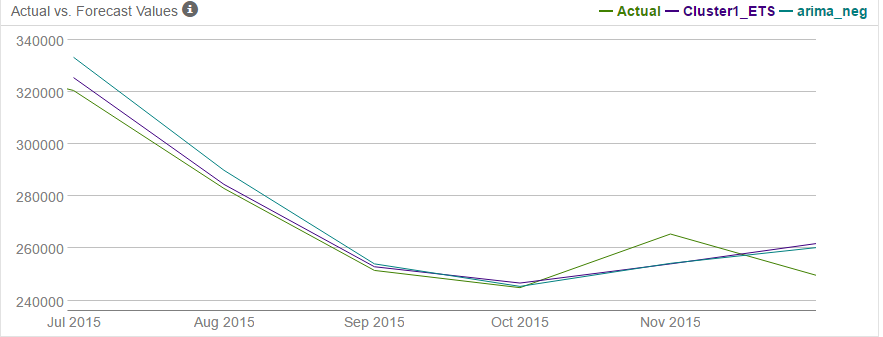 Actual vs. Forecast Values i
Actual Cluster1_ETS arima_neg
340000
320000
300000
280000
260000
240000
Jul 2015 Aug 2015 Sep 2015 Oct 2015 Nov 2015